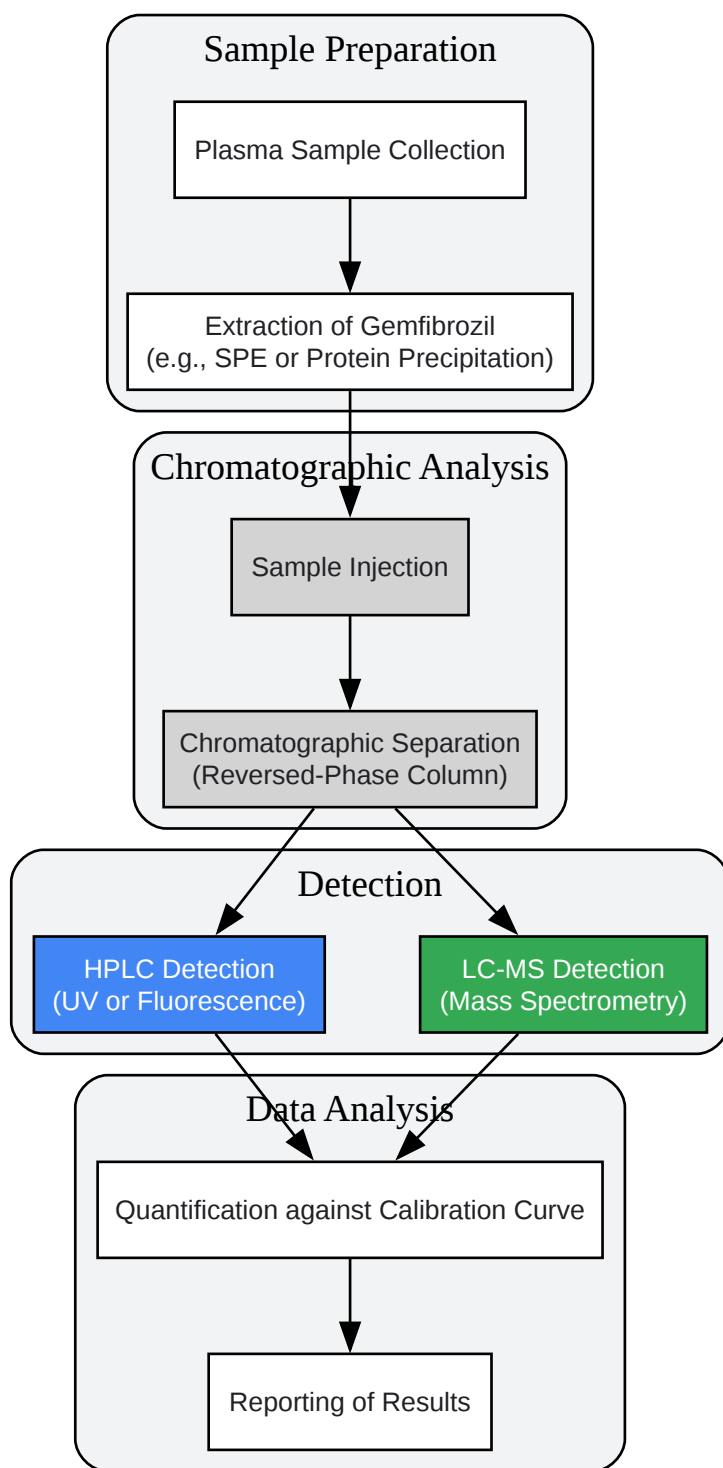 Sample Preparation
Plasma Sample Collection
Extraction of Gemfibrozil
(e.g., SPE or Protein Precipitation)
Chromatographic Analysis
Sample Injection
Chromatographic Separation
(Reversed-Phase Column)
Detection
HPLC Detection
(UV or Fluorescence)
LC-MS Detection
(Mass Spectrometry)
Data Analysis
Quantification against Calibration Curve
Reporting of Results